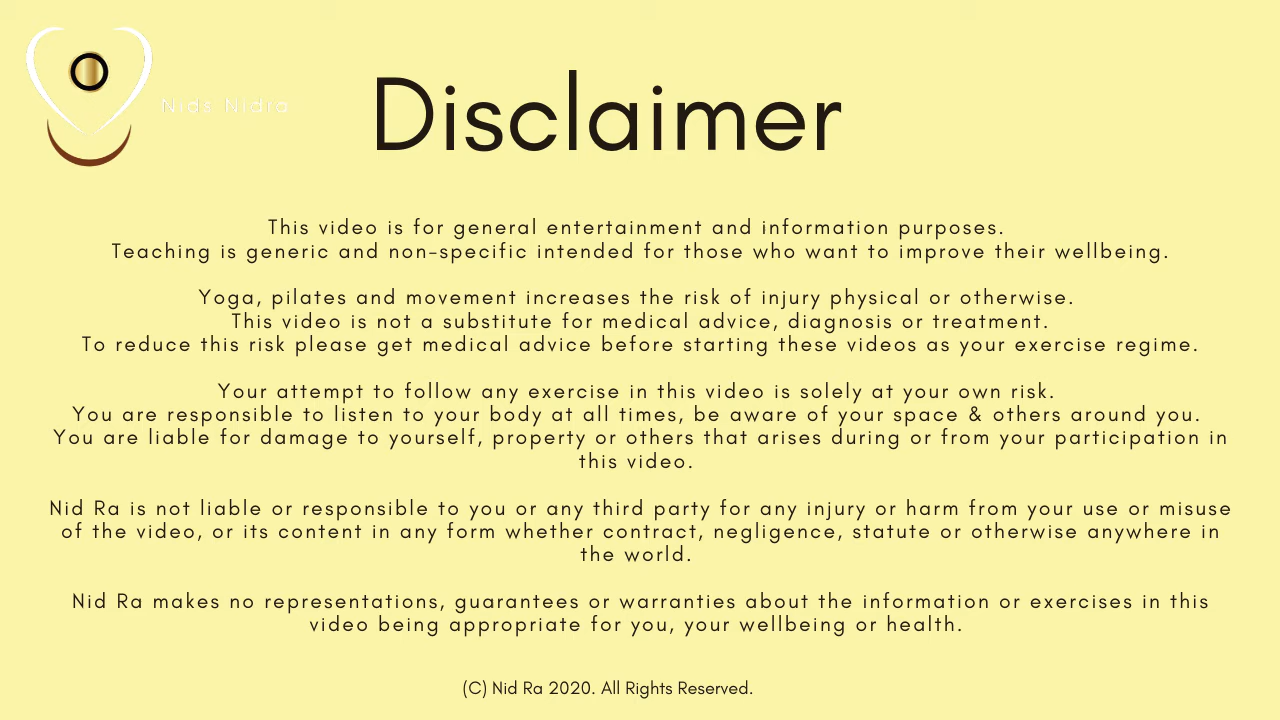 Nids Nidra
Disclaimer
This video is for general entertainment and information purposes.
Teaching is generic and non-specific intended for those who want to improve their wellbeing.
Yoga, pilates and movement increases the risk of injury physical or otherwise.
This video is not a substitute for medical advice, diagnosis or treatment.
To reduce this risk please get medical advice before starting these videos as your exercise regime.
Your attempt to follow any exercise in this video is solely at your own risk.
You are responsible to listen to your body at all times, be aware of your space & others around you.
You are liable for damage to yourself, property or others that arises during or from your participation in
this video.
Nid Ra is not liable or responsible to you or any third party for any injury or harm from your use or misuse
of the video, or its content in any form whether contract, negligence, statute or otherwise anywhere in
the world.
Nid Ra makes no representations, guarantees or warranties about the information or exercises in this
video being appropriate for you, your wellbeing or health.
(C) Nid Ra 2020. All Rights Reserved.